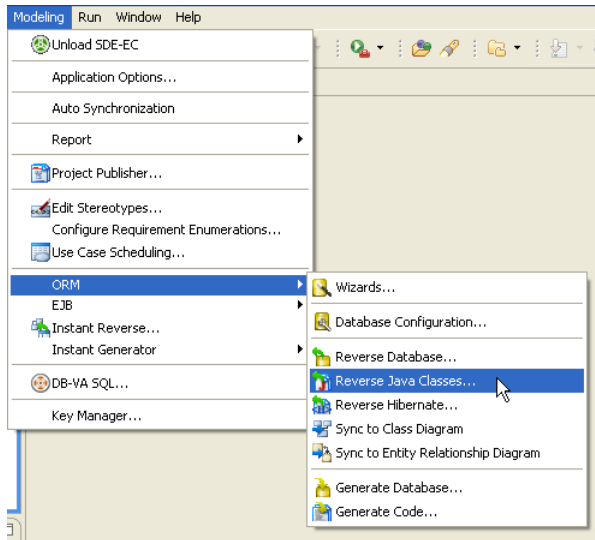 Modeling Run Window Help
Unload SDE-EC
Application Options...
Auto Synchronization
Report
Project Publisher...
Edit Stereotypes...
Configure Requirement Enumerations...
Use Case Scheduling...
ORM
EJB
Instant Reverse...
Instant Generator
DB-VA SQL...
Key Manager...
Wizards...
Database Configuration...
Reverse Database...
Reverse Java Classes...
Reverse Hibernate...
Sync to Class Diagram
Sync to Entity Relationship Diagram
Generate Database...
Generate Code...